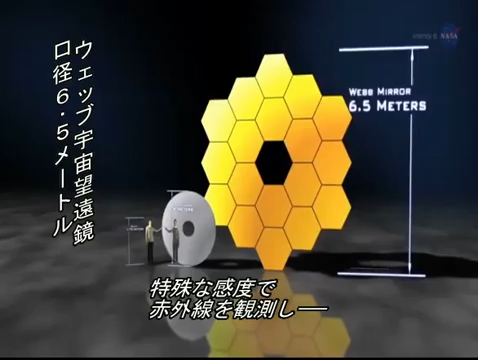 ウェッブ宇宙望遠鏡
口径6.5メートル
NASA
WEBB MIRROR
6.5 METERS
特殊な感度で
赤外線を観測し──